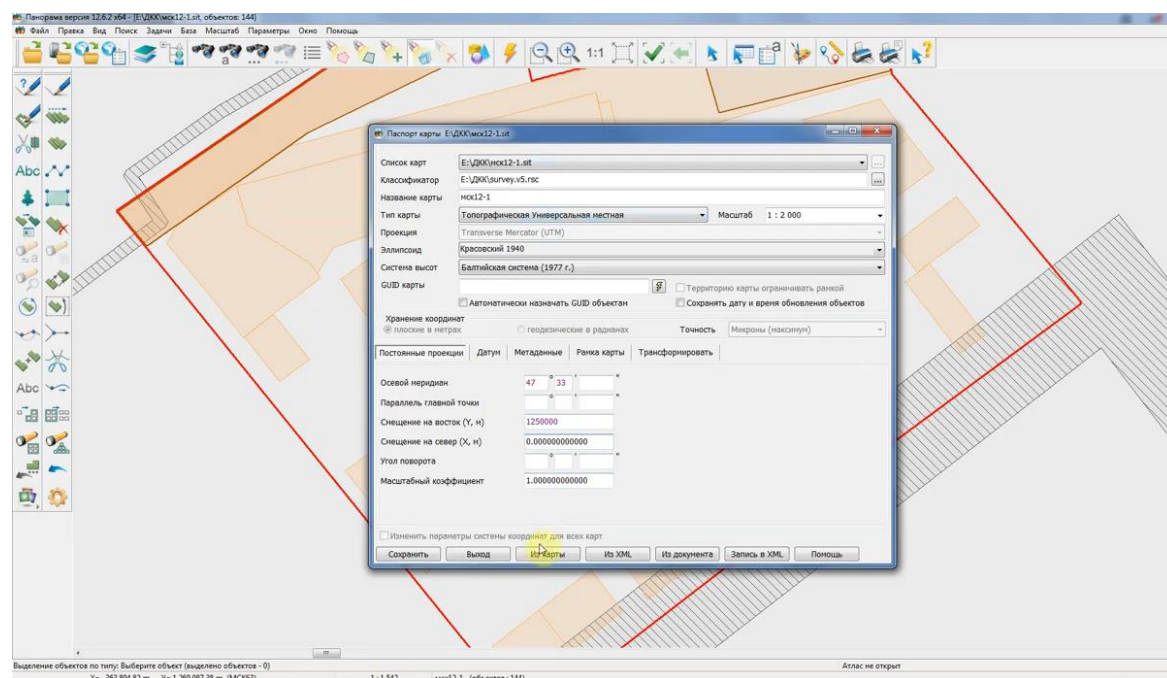 Панорама версия 12.6.2 x64 - [E:\ДКК\мск12-1.sit, объектов: 144]
Файл Правка Вид Поиск Задачи База Масштаб Параметры Окно Помощь
a 1:1 a ?
?
Abc
a
Abc
Паспорт карты E:\ДКК\мск12-1.sit
Список карт E:\ДКК\мск12-1.sit ...
Классификатор E:\ДКК\survey.v5.rsc ...
Название карты мск12-1
Тип карты Топографическая Универсальная местная Масштаб 1 : 2 000
Проекция Transverse Mercator (UTM)
Эллипсоид Красовский 1940
Система высот Балтийская система (1977 г.)
GUID карты Территорию карты ограничивать рамкой
Автоматически назначать GUID объектам Сохранять дату и время обновления объектов
Хранение координат
плоские в метрах геодезические в радианах Точность Микроны (максимум)
Постоянные проекции Датум Метаданные Рамка карты Трансформировать
Осевой меридиан 47 ° 33 ' "
Параллель главной точки ° ' "
Смещение на восток (Y, м) 1250000
Смещение на север (X, м) 0.000000000000
Угол поворота ° ' "
Масштабный коэффициент 1.000000000000
Изменить параметры системы координат для всех карт
Сохранить Выход Из карты Из XML Из документа Запись в XML Помощь
Выделение объектов по типу: Выберите объект (выделено объектов - 0) Атлас не открыт